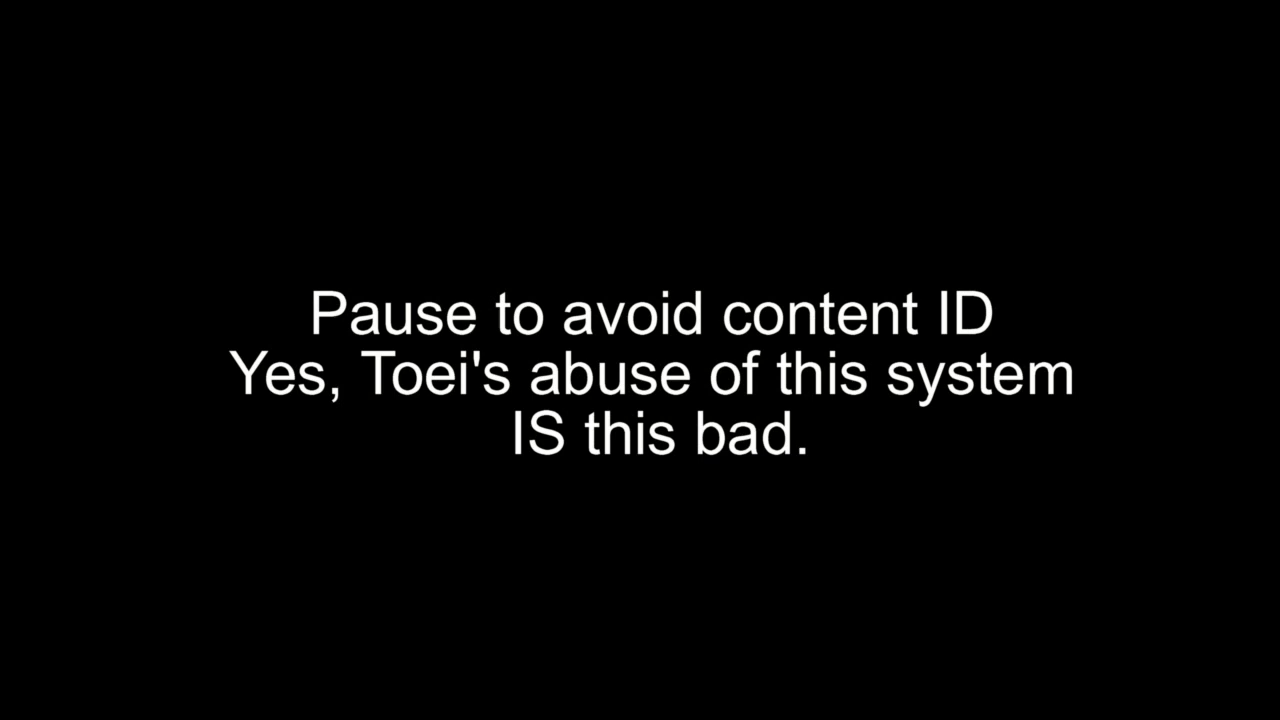 Pause to avoid content ID
Yes, Toei's abuse of this system
IS this bad.